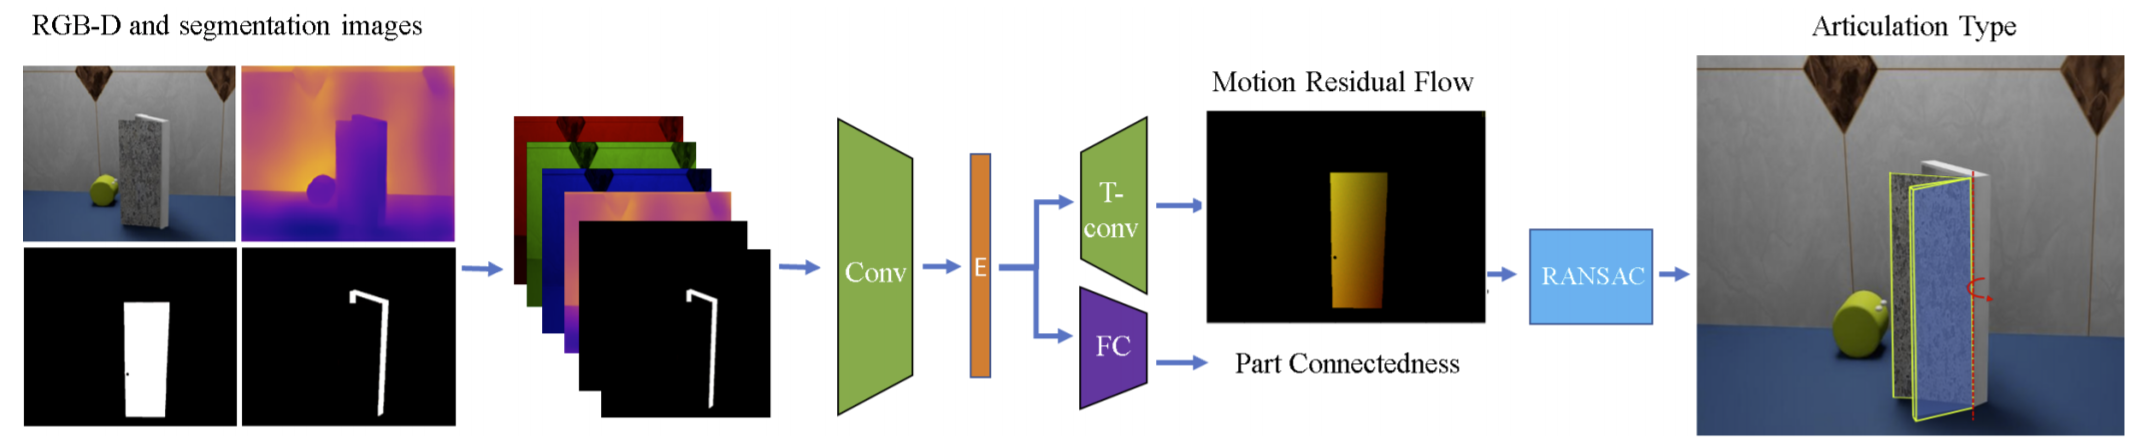 RGB-D and segmentation images
Conv
E
T-
conv
FC
Motion Residual Flow
Part Connectedness
RANSAC
Articulation Type